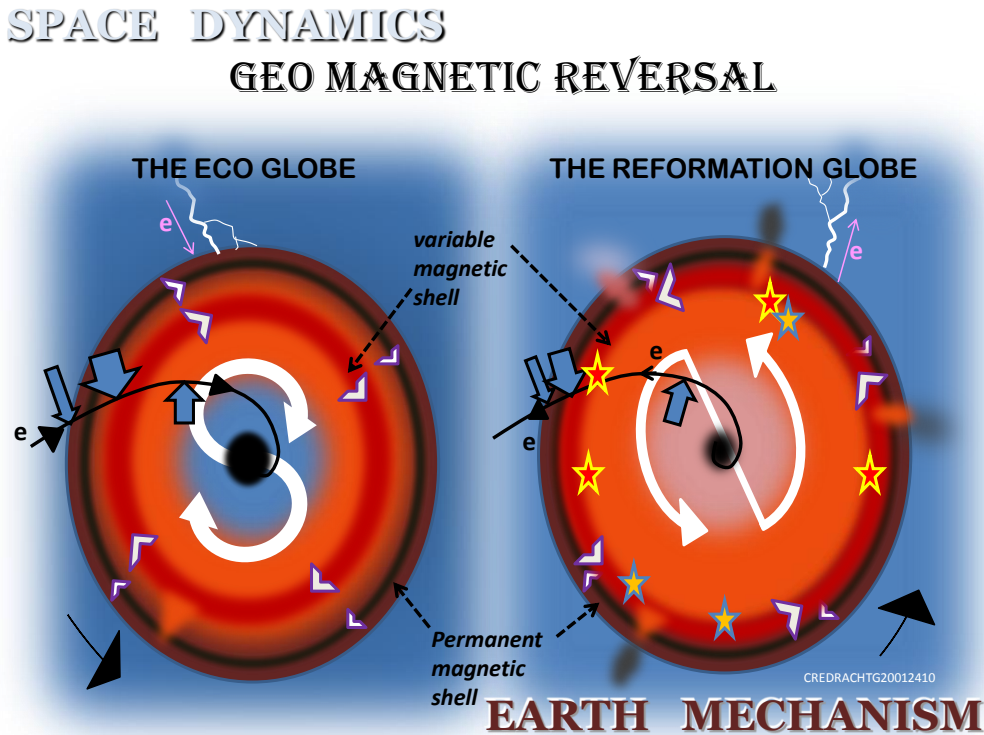 SPACE DYNAMICS
GEO MAGNETIC REVERSAL
THE ECO GLOBE
THE REFORMATION GLOBE
e
e
variable
magnetic
shell
e
e
e
Permanent
magnetic
shell
CREDRACHTG20012410
EARTH MECHANISM